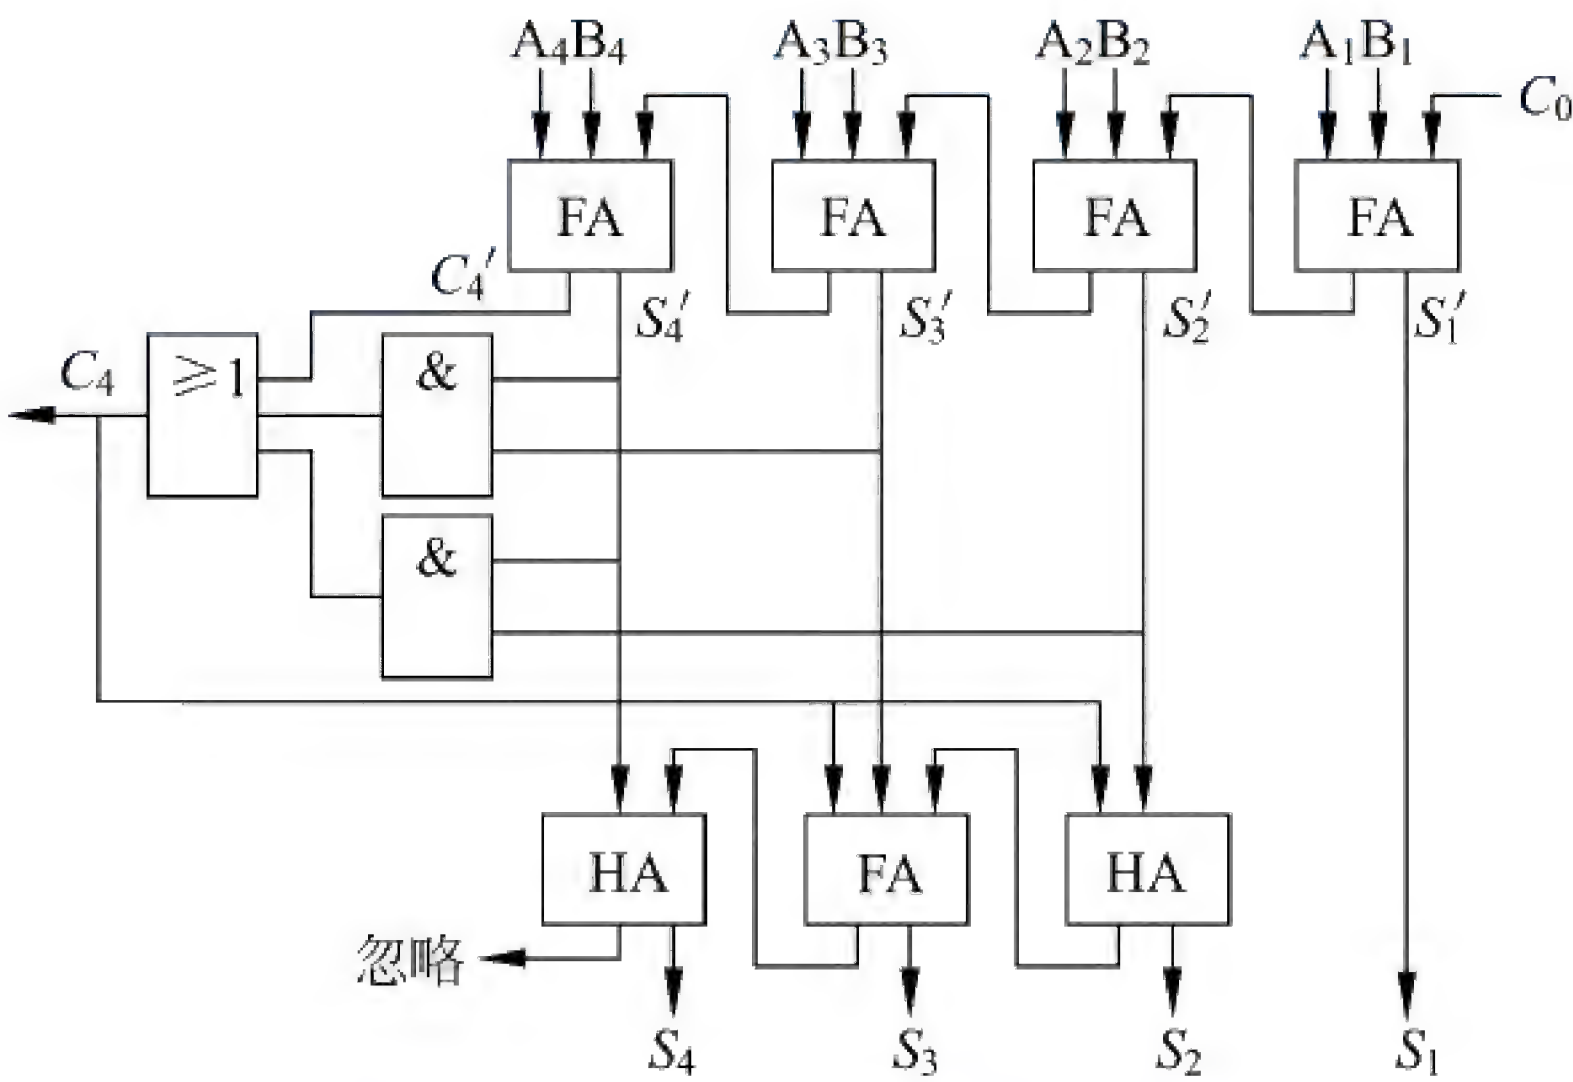 A₄B₄ A₃B₃ A₂B₂ A₁B₁
C₀
FA FA FA FA
C₄′ S₄′ S₃′ S₂′ S₁′
C₄ ≥1 &
&
HA FA HA
忽略
S₄ S₃ S₂ S₁